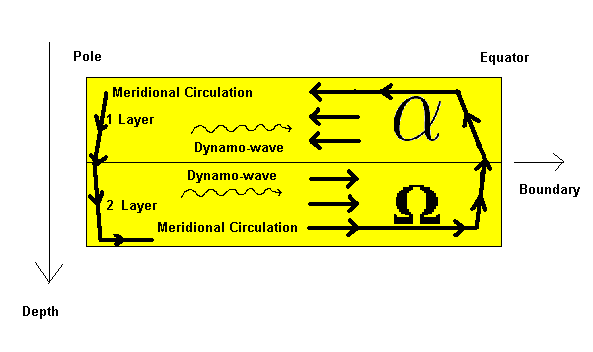 Pole
Equator
Meridional Circulation
α
1 Layer
Dynamo-wave
Boundary
Dynamo-wave
2 Layer
Ω
Meridional Circulation
Depth